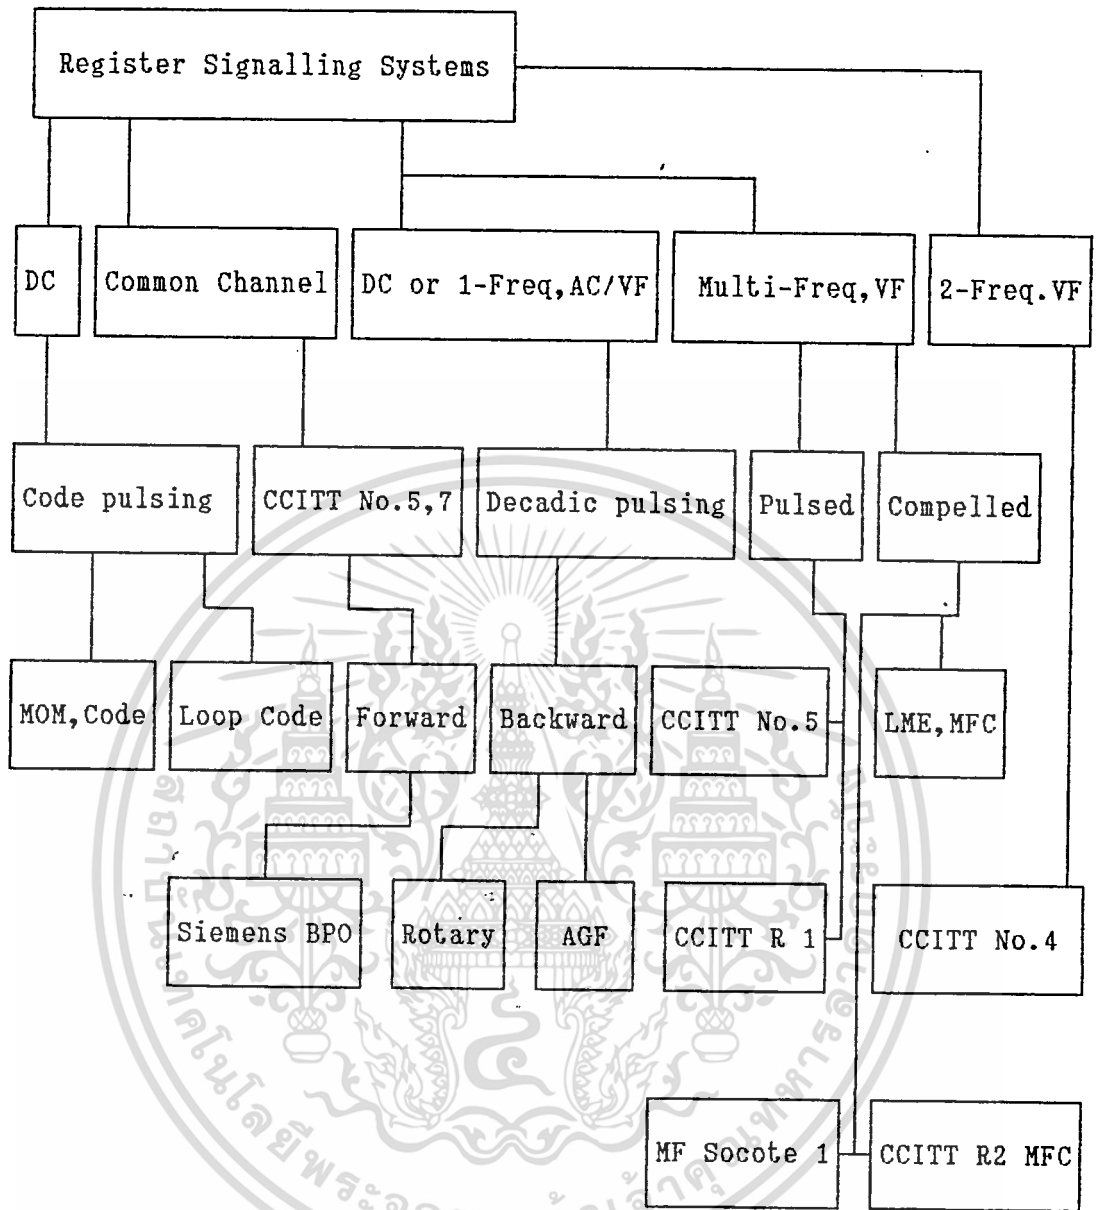 Register Signalling Systems
DC
Common Channel
DC or 1-Freq,AC/VF
Multi-Freq,VF
2-Freq.VF
Code pulsing
CCITT No.5,7
Decadic pulsing
Pulsed
Compelled
MOM,Code
Loop Code
Forward
Backward
CCITT No.5
LME,MFC
Siemens BPO
Rotary
AGF
CCITT R 1
CCITT No.4
MF Socote 1
CCITT R2 MFC